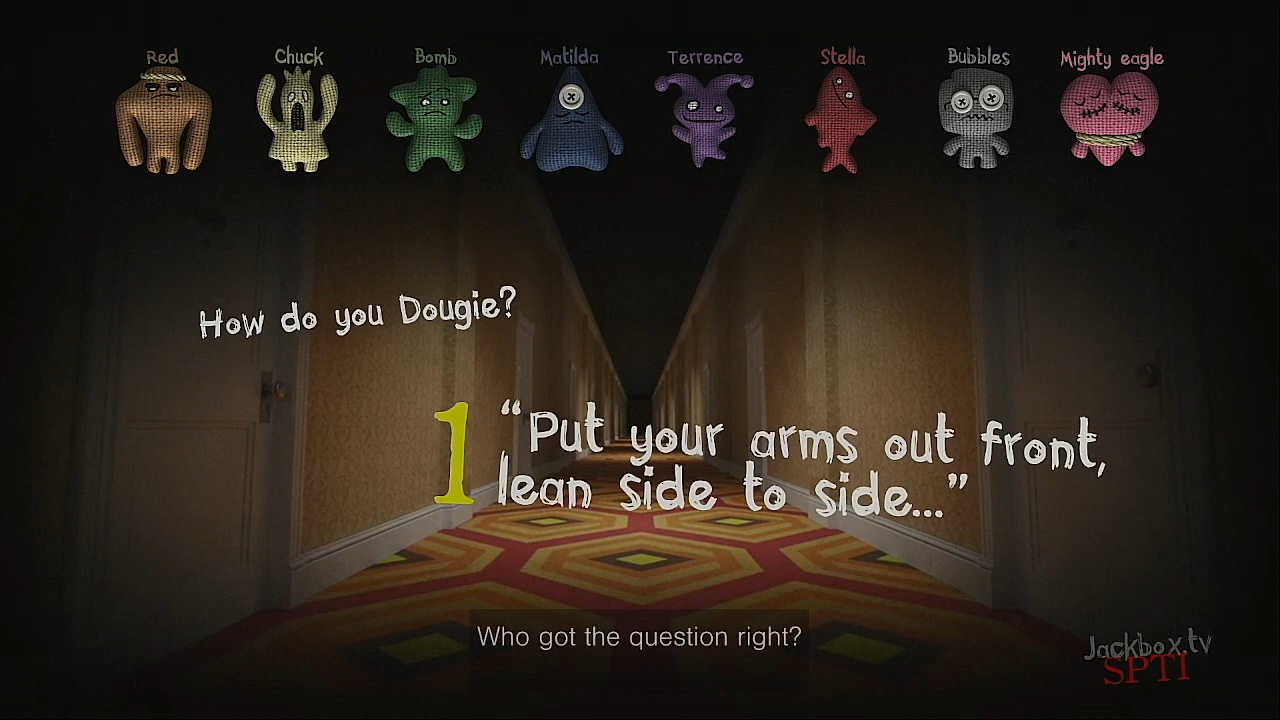 Red Chuck Bomb Matilda Terrence Stella Bubbles Mighty eagle
How do you Dougie?
1 “Put your arms out front,
lean side to side...”
Who got the question right?
Jackbox.tv
SPTI